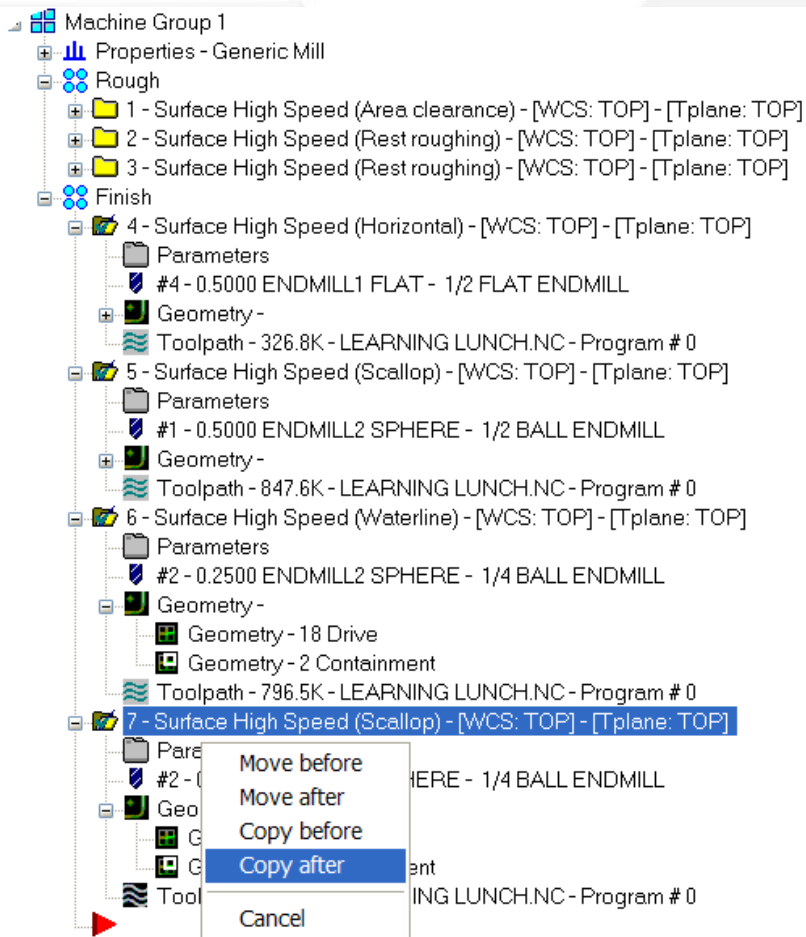 Machine Group 1
Properties - Generic Mill
Rough
1 - Surface High Speed (Area clearance) - [WCS: TOP] - [Tplane: TOP]
2 - Surface High Speed (Rest roughing) - [WCS: TOP] - [Tplane: TOP]
3 - Surface High Speed (Rest roughing) - [WCS: TOP] - [Tplane: TOP]
Finish
4 - Surface High Speed (Horizontal) - [WCS: TOP] - [Tplane: TOP]
Parameters
#4 - 0.5000 ENDMILL1 FLAT - 1/2 FLAT ENDMILL
Geometry -
Toolpath - 326.8K - LEARNING LUNCH.NC - Program # 0
5 - Surface High Speed (Scallop) - [WCS: TOP] - [Tplane: TOP]
Parameters
#1 - 0.5000 ENDMILL2 SPHERE - 1/2 BALL ENDMILL
Geometry -
Toolpath - 847.6K - LEARNING LUNCH.NC - Program # 0
6 - Surface High Speed (Waterline) - [WCS: TOP] - [Tplane: TOP]
Parameters
#2 - 0.2500 ENDMILL2 SPHERE - 1/4 BALL ENDMILL
Geometry -
Geometry - 18 Drive
Geometry - 2 Containment
Toolpath - 796.5K - LEARNING LUNCH.NC - Program # 0
7 - Surface High Speed (Scallop) - [WCS: TOP] - [Tplane: TOP]
Para
Move before
#2 - HERE - 1/4 BALL ENDMILL
Move after
Geo
Copy before
Copy after
ent
Tool ING LUNCH.NC - Program # 0
Cancel